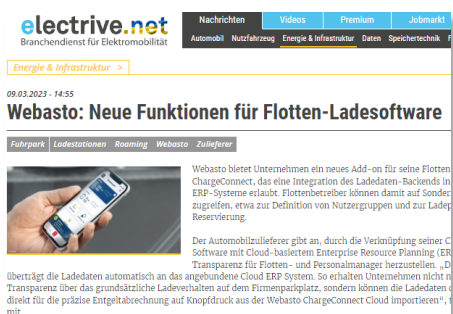 electrive.net
Branchendienst für Elektromobilität
Nachrichten Videos Premium Jobmarkt
Automobil Nutzfahrzeug Energie & Infrastruktur Daten Speichertechnik
Energie & Infrastruktur >
09.03.2023 - 14:55
Webasto: Neue Funktionen für Flotten-Ladesoftware
Fuhrpark Ladestationen Roaming Webasto Zulieferer
Webasto bietet Unternehmen ein neues Add-on für seine Flotten
ChargeConnect, das eine Integration des Ladedaten-Backends in
ERP-Systeme erlaubt. Flottenbetreiber können damit auf Sonder
zugreifen, etwa zur Definition von Nutzergruppen und zur Ladep
Reservierung.
Der Automobilzulieferer gibt an, durch die Verknüpfung seiner C
Software mit Cloud-basiertem Enterprise Resource Planning (ER
Transparenz für Flotten- und Personalmanager herzustellen. „D
überträgt die Ladedaten automatisch an das angebundene Cloud ERP System. So erhalten Unternehmen nicht n
Transparenz über das grundsätzliche Ladeverhalten auf dem Firmenparkplatz, sondern können die Ladedaten
direkt für die präzise Entgeltabrechnung auf Knopfdruck aus der Webasto ChargeConnect Cloud importieren“,
mit